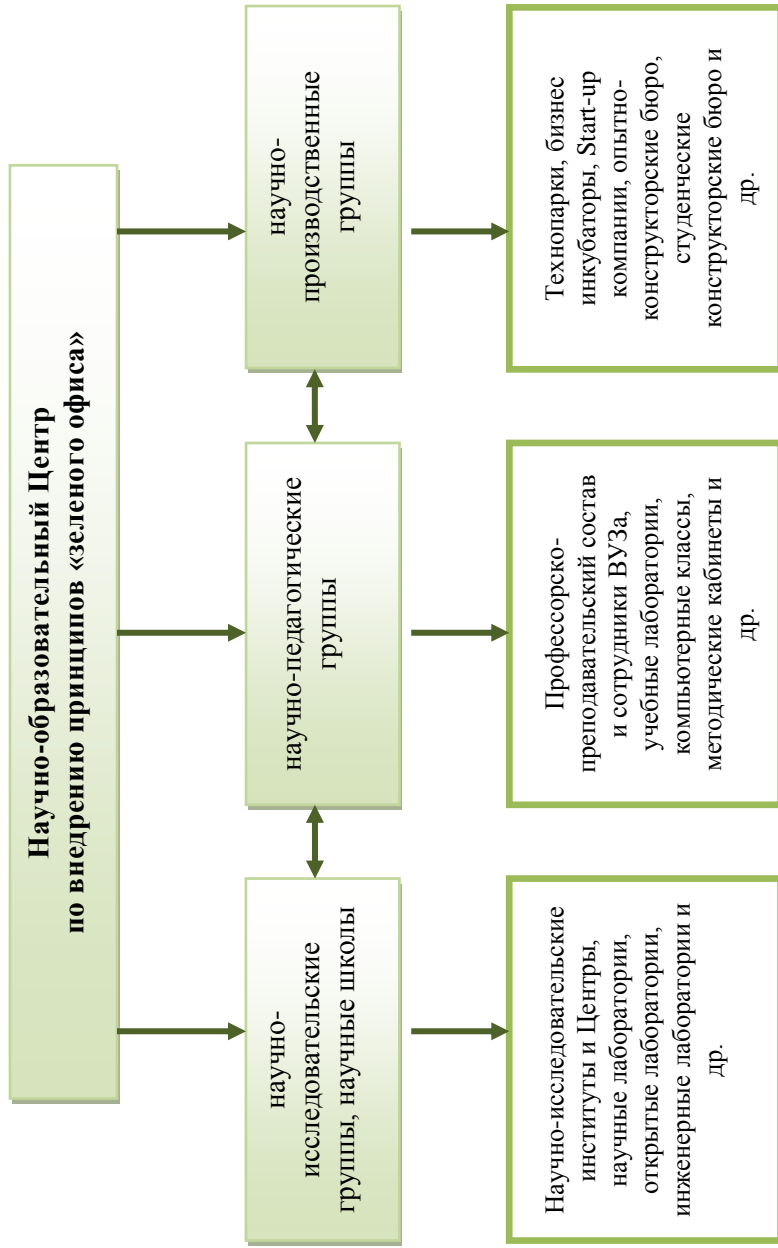 Научно-образовательный Центр
по внедрению принципов «зеленого офиса»
научно-
исследовательские
группы, научные школы
научно-педагогические
группы
научно-
производственные
группы
Научно-исследовательские
институты и Центры,
научные лаборатории,
открытые лаборатории,
инженерные лаборатории и
др.
Профессорско-
преподавательский состав
и сотрудники ВУЗа,
учебные лаборатории,
компьютерные классы,
методические кабинеты и
др.
Технопарки, бизнес
инкубаторы, Start-up
компании, опытно-
конструкторские бюро,
студенческие
конструкторские бюро и
др.